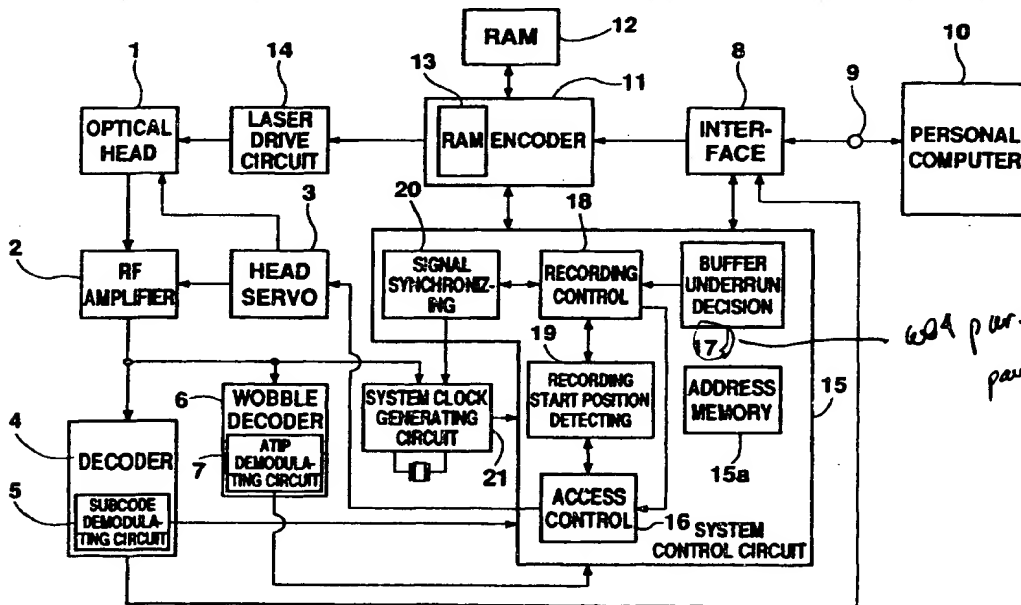 12
RAM
1
14
13
11
8
9
10
OPTICAL
HEAD
LASER
DRIVE
CIRCUIT
RAM
ENCODER
INTER-
FACE
PERSONAL
COMPUTER
2
3
20
18
RF
AMPLIFIER
HEAD
SERVO
SIGNAL
SYNCHRONIZ-
ING
RECORDING
CONTROL
BUFFER
UNDERRUN
DECISION
17
19
15
6
WOBBLE
DECODER
SYSTEM CLOCK
GENERATING
CIRCUIT
RECORDING
START POSITION
DETECTING
ADDRESS
MEMORY
15a
4
DECODER
7
ATIP
DEMODULA-
TING CIRCUIT
21
5
SUBCODE
DEMODULA-
TING CIRCUIT
ACCESS
CONTROL
16
SYSTEM
CONTROL CIRCUIT